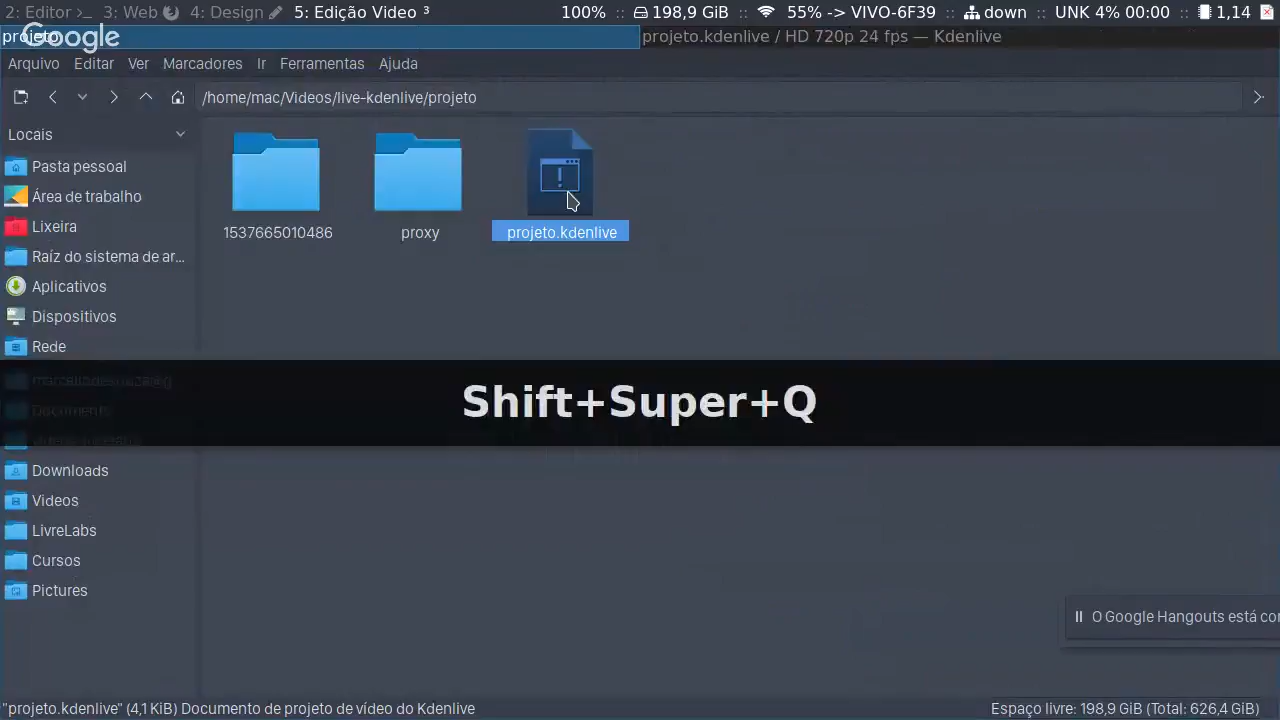 2: Editor >_ 3: Web 4: Design 5: Edição Video ³ 100% :: 198,9 GiB :: 55% -> VIVO-6F39 :: down :: UNK 4% 00:00 :: 1,14
projeto
Google
projeto.kdenlive / HD 720p 24 fps — Kdenlive
Arquivo Editar Ver Marcadores Ir Ferramentas Ajuda
/home/mac/Videos/live-kdenlive/projeto
Locais
Pasta pessoal
Área de trabalho
Lixeira
Raíz do sistema de ar...
Aplicativos
Dispositivos
Rede
Documents
Downloads
Videos
LivreLabs
Cursos
Pictures
1537665010486
proxy
projeto.kdenlive
Shift+Super+Q
O Google Hangouts está
"projeto.kdenlive" (4,1 KiB) Documento de projeto de vídeo do Kdenlive
Espaço livre: 198,9 GiB (Total: 626,4 GiB)